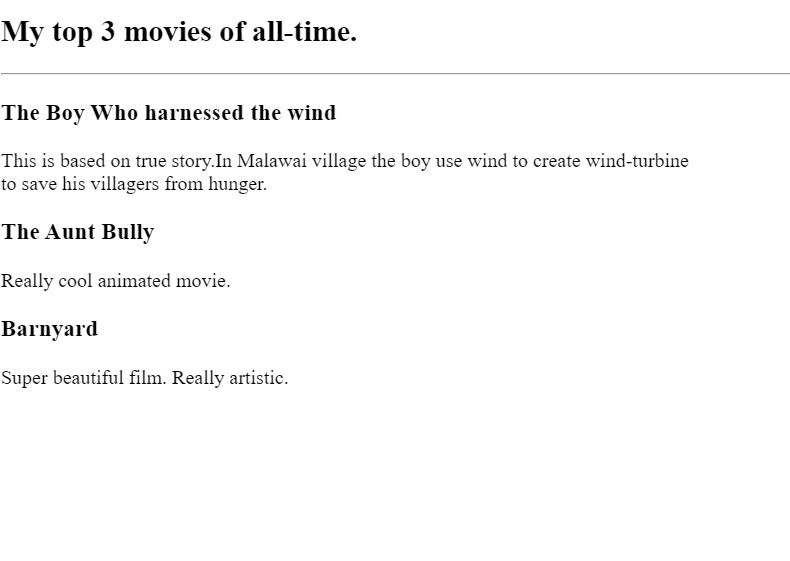 My top 3 movies of all-time.
The Boy Who harnessed the wind
This is based on true story.In Malawai village the boy use wind to create wind-turbine
to save his villagers from hunger.
The Aunt Bully
Really cool animated movie.
Barnyard
Super beautiful film. Really artistic.